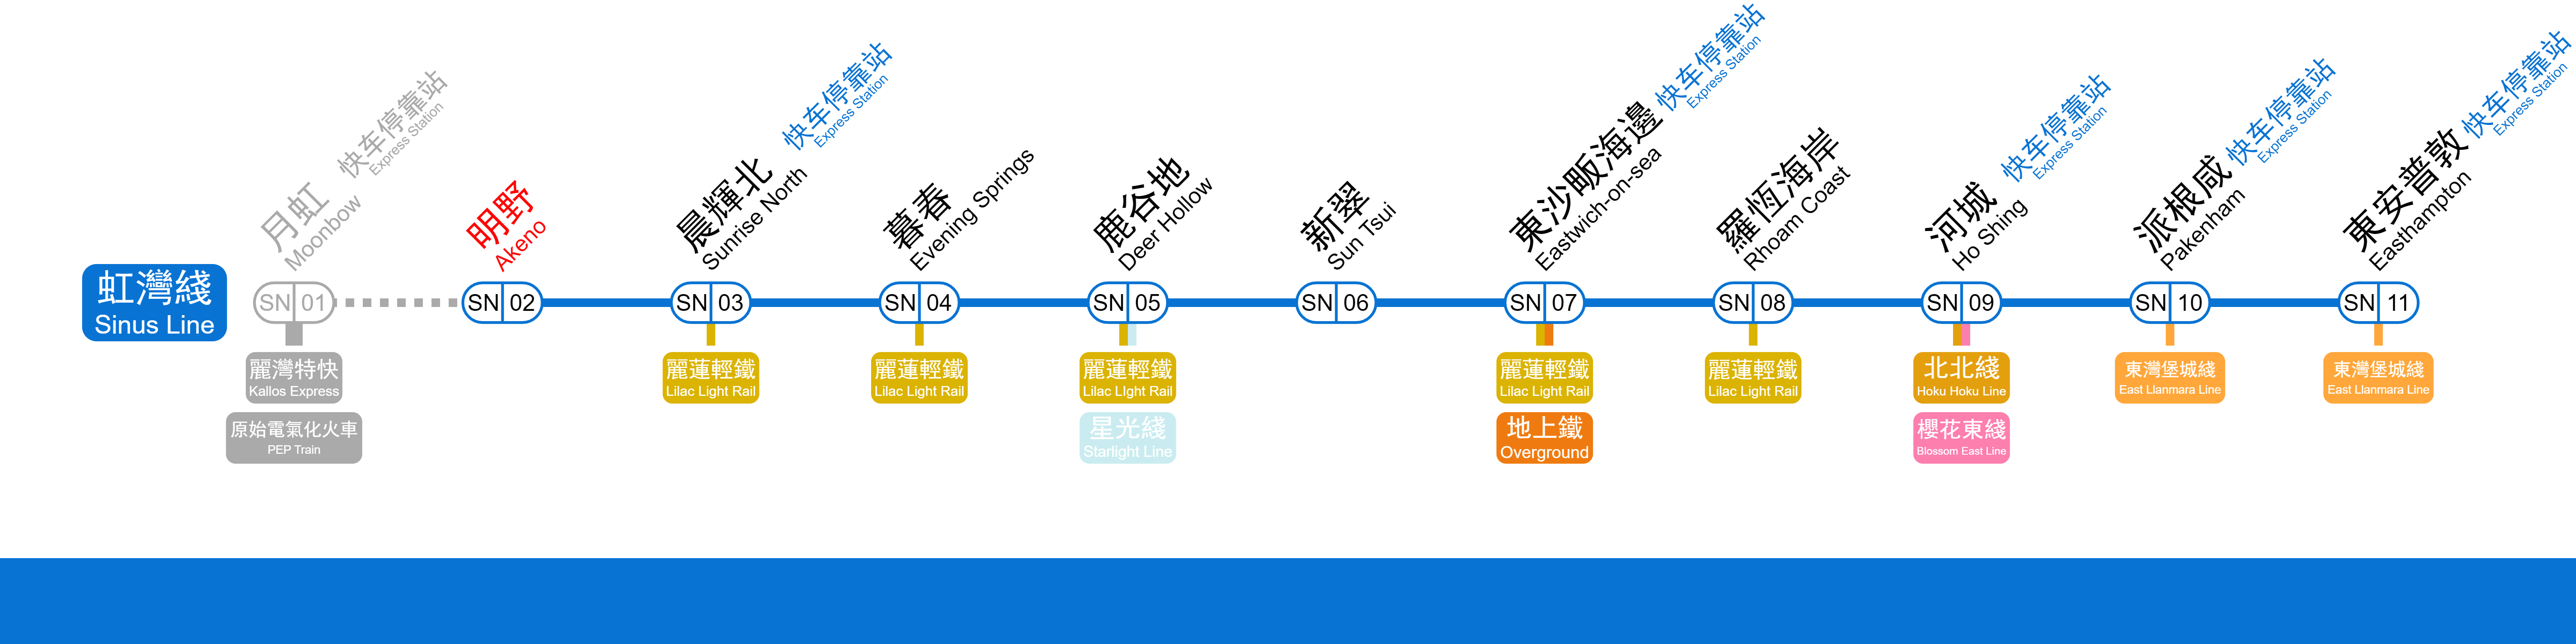 虹灣綫
Sinus Line
月虹
Moonbow
快车停靠站
Express Station
SN 01
麗灣特快
Kallos Express
原始電氣化火車
PEP Train
明野
Akeno
SN 02
晨輝北
Sunrise North
快车停靠站
Express Station
SN 03
麗蓮輕鐵
Lilac Light Rail
暮春
Evening Springs
SN 04
麗蓮輕鐵
Lilac Light Rail
鹿谷地
Deer Hollow
SN 05
麗蓮輕鐵
Lilac LIght Rail
星光綫
Starlight Line
新翠
Sun Tsui
SN 06
東沙畈海邊
Eastwich-on-sea
快车停靠站
Express Station
SN 07
麗蓮輕鐵
Lilac Light Rail
地上鐵
Overground
羅恆海岸
Rhoam Coast
SN 08
麗蓮輕鐵
Lilac Light Rail
河城
Ho Shing
快车停靠站
Express Station
SN 09
北北綫
Hoku Hoku Line
櫻花東綫
Blossom East Line
派根咸
Pakenham
快车停靠站
Express Station
SN 10
東灣堡城綫
East Llanmara Line
東安普敦
Easthampton
快车停靠站
Express Station
SN 11
東灣堡城綫
East Llanmara Line